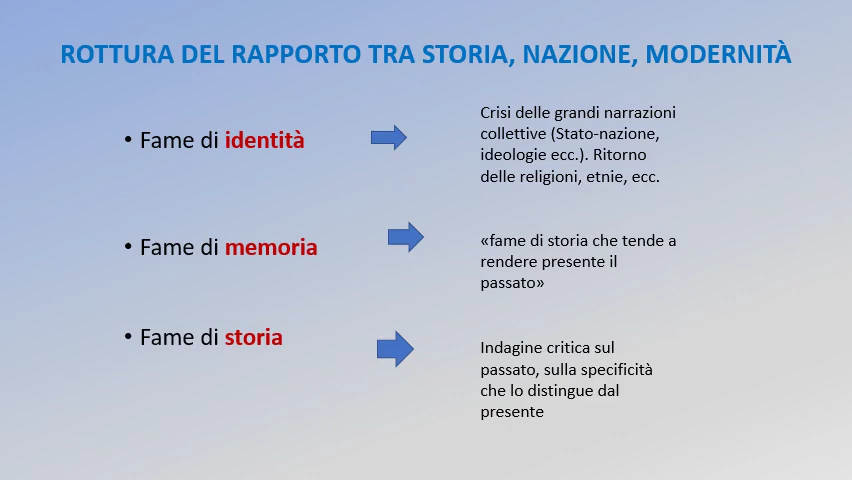 ROTTURA DEL RAPPORTO TRA STORIA, NAZIONE, MODERNITÀ
• Fame di identità
Crisi delle grandi narrazioni
collettive (Stato-nazione,
ideologie ecc.). Ritorno
delle religioni, etnie, ecc.
• Fame di memoria
«fame di storia che tende a
rendere presente il
passato»
• Fame di storia
Indagine critica sul
passato, sulla specificità
che lo distingue dal
presente